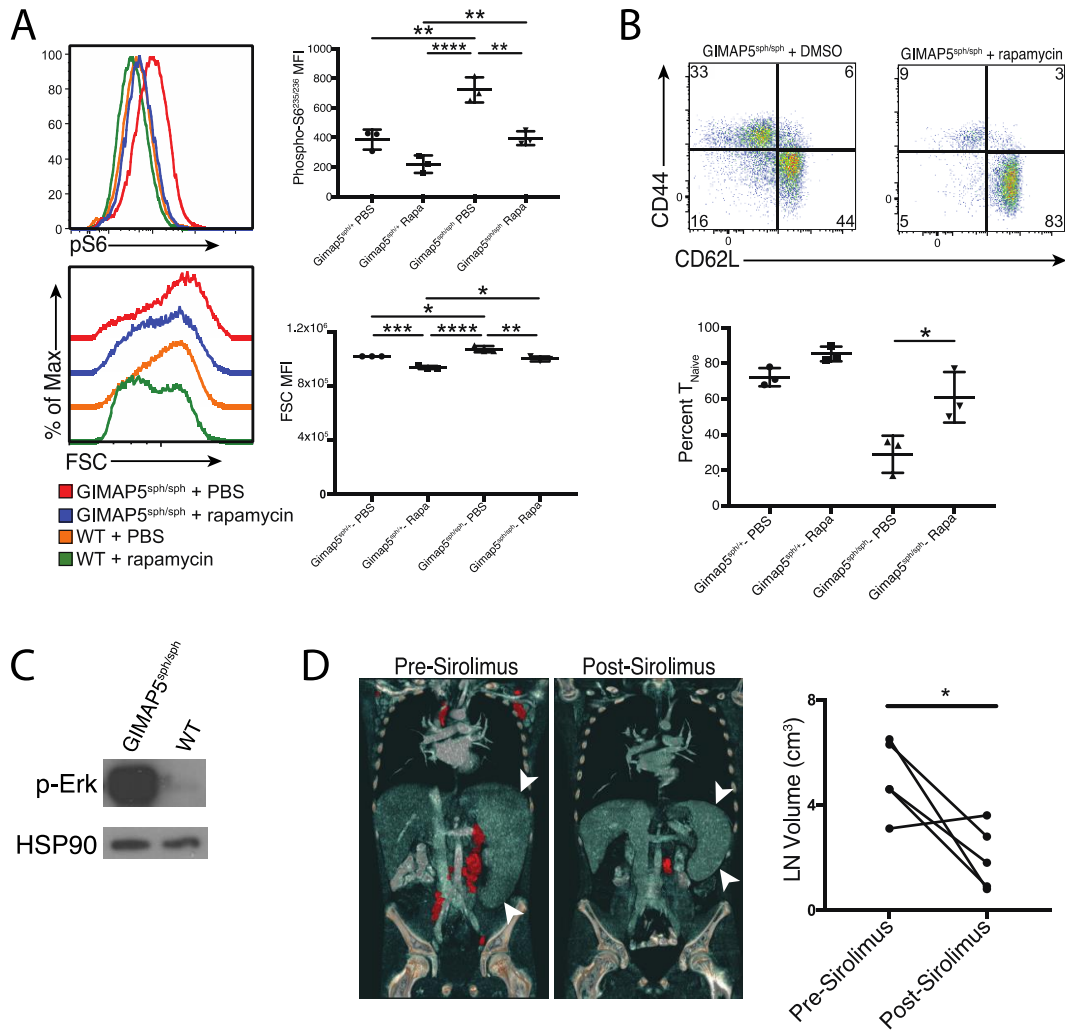 A
100
80
60
40
20
0
pS6
% of Max
FSC
GIMAP5sph/sph + PBS
GIMAP5sph/sph + rapamycin
WT + PBS
WT + rapamycin
**
**
**** **
1000
800
600
400
200
0
Phospho-S6235/236 MFI
Gimap5sph/+ PBS
Gimap5sph/+ Rapa
Gimap5sph/sph PBS
Gimap5sph/sph Rapa
*
*
*** **** **
1.2x10⁶
8x10⁵
4x10⁵
0
FSC MFI
Gimap5sph/+- PBS
Gimap5sph/+- Rapa
Gimap5sph/sph- PBS
Gimap5sph/sph- Rapa
B
GIMAP5sph/sph + DMSO
GIMAP5sph/sph + rapamycin
33 6
16 44
0
0
9 3
5 83
0
0
CD44
CD62L
*
100
80
60
40
20
0
Percent TNaive
Gimap5sph/+- PBS
Gimap5sph/+- Rapa
Gimap5sph/sph- PBS
Gimap5sph/sph- Rapa
C
GIMAP5sph/sph
WT
p-Erk
HSP90
D
Pre-Sirolimus
Post-Sirolimus
*
8
4
0
LN Volume (cm³)
Pre-Sirolimus
Post-Sirolimus